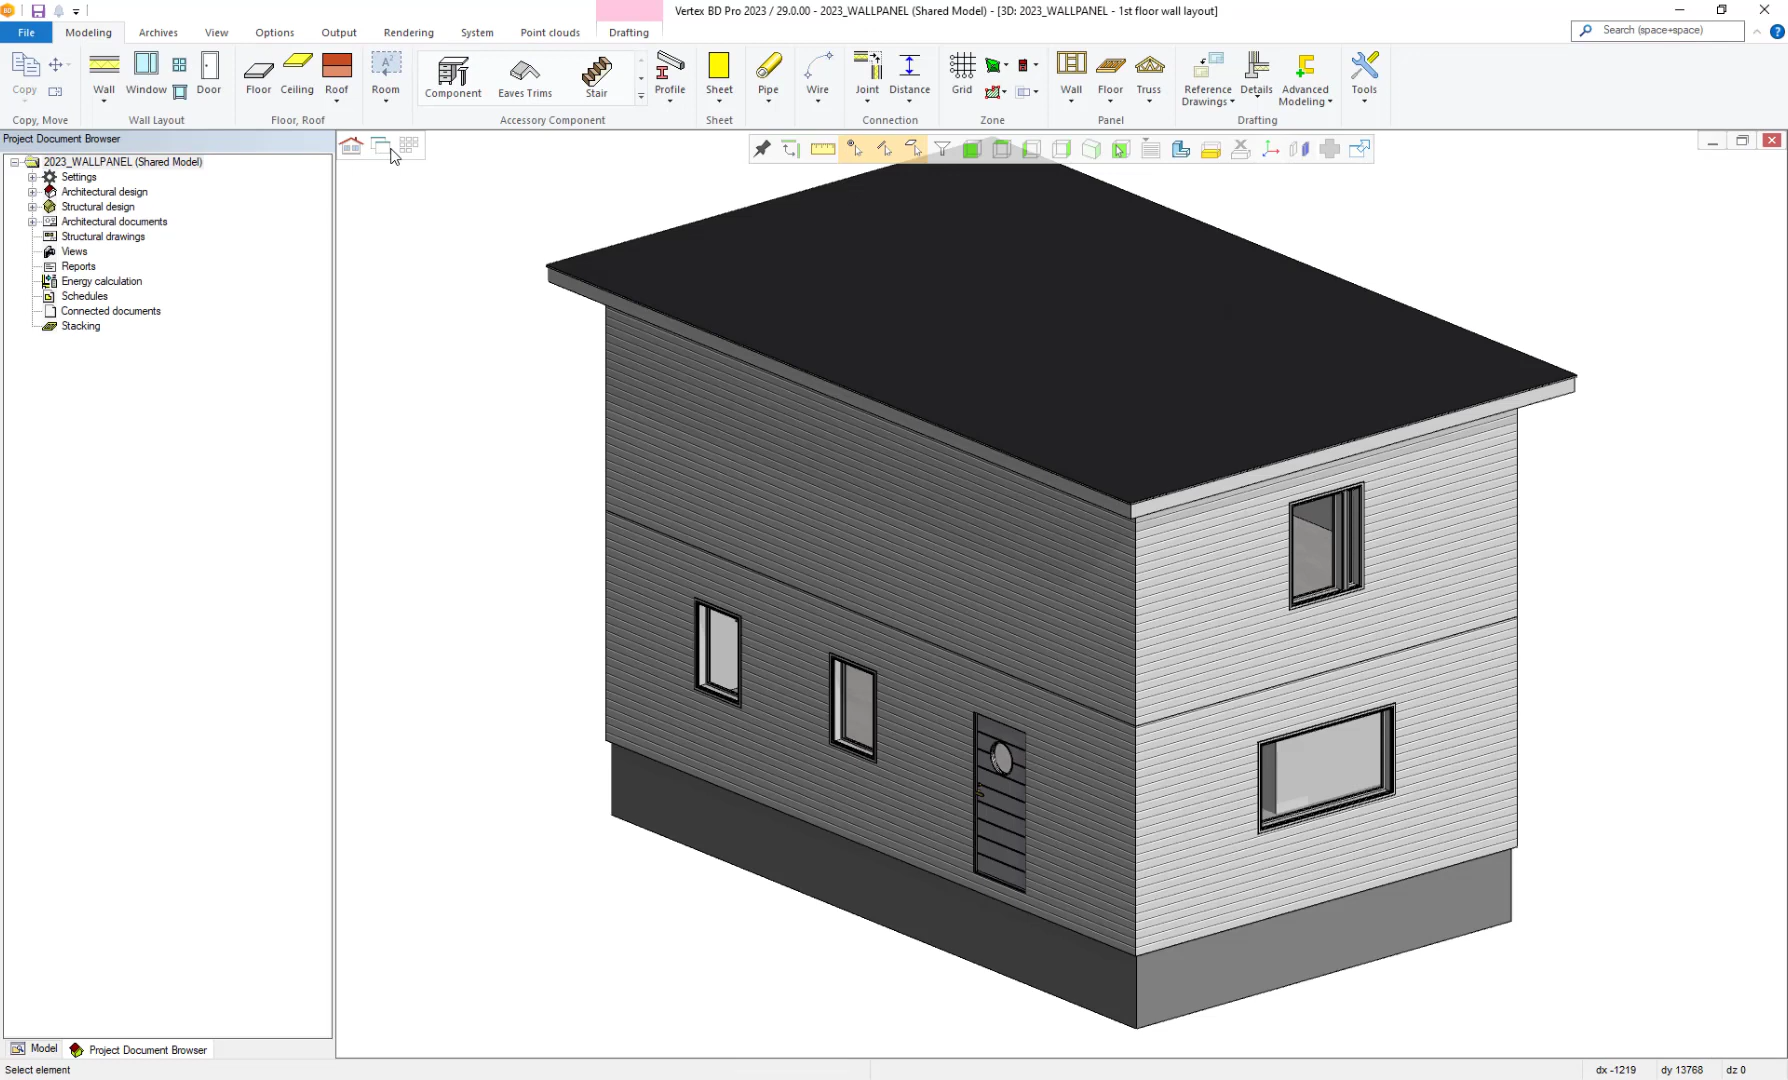 Vertex BD Pro 2023 / 29.0.00 - 2023_WALLPANEL (Shared Model) - [3D: 2023_WALLPANEL - 1st floor wall layout]
File Modeling Archives View Options Output Rendering System Point clouds Drafting Search (space+space)
Copy Wall Window Door Floor Ceiling Roof Room Component Eaves Trims Stair Profile Sheet Pipe Wire Joint Distance Grid Wall Floor Truss Reference Drawings Details Advanced Modeling Tools
Copy, Move Wall Layout Floor, Roof Accessory Component Sheet Connection Zone Panel Drafting
Project Document Browser
2023_WALLPANEL (Shared Model)
Settings
Architectural design
Structural design
Architectural documents
Structural drawings
Views
Reports
Energy calculation
Schedules
Connected documents
Stacking
Model Project Document Browser
Select element dx -1219 dy 13768 dz 0